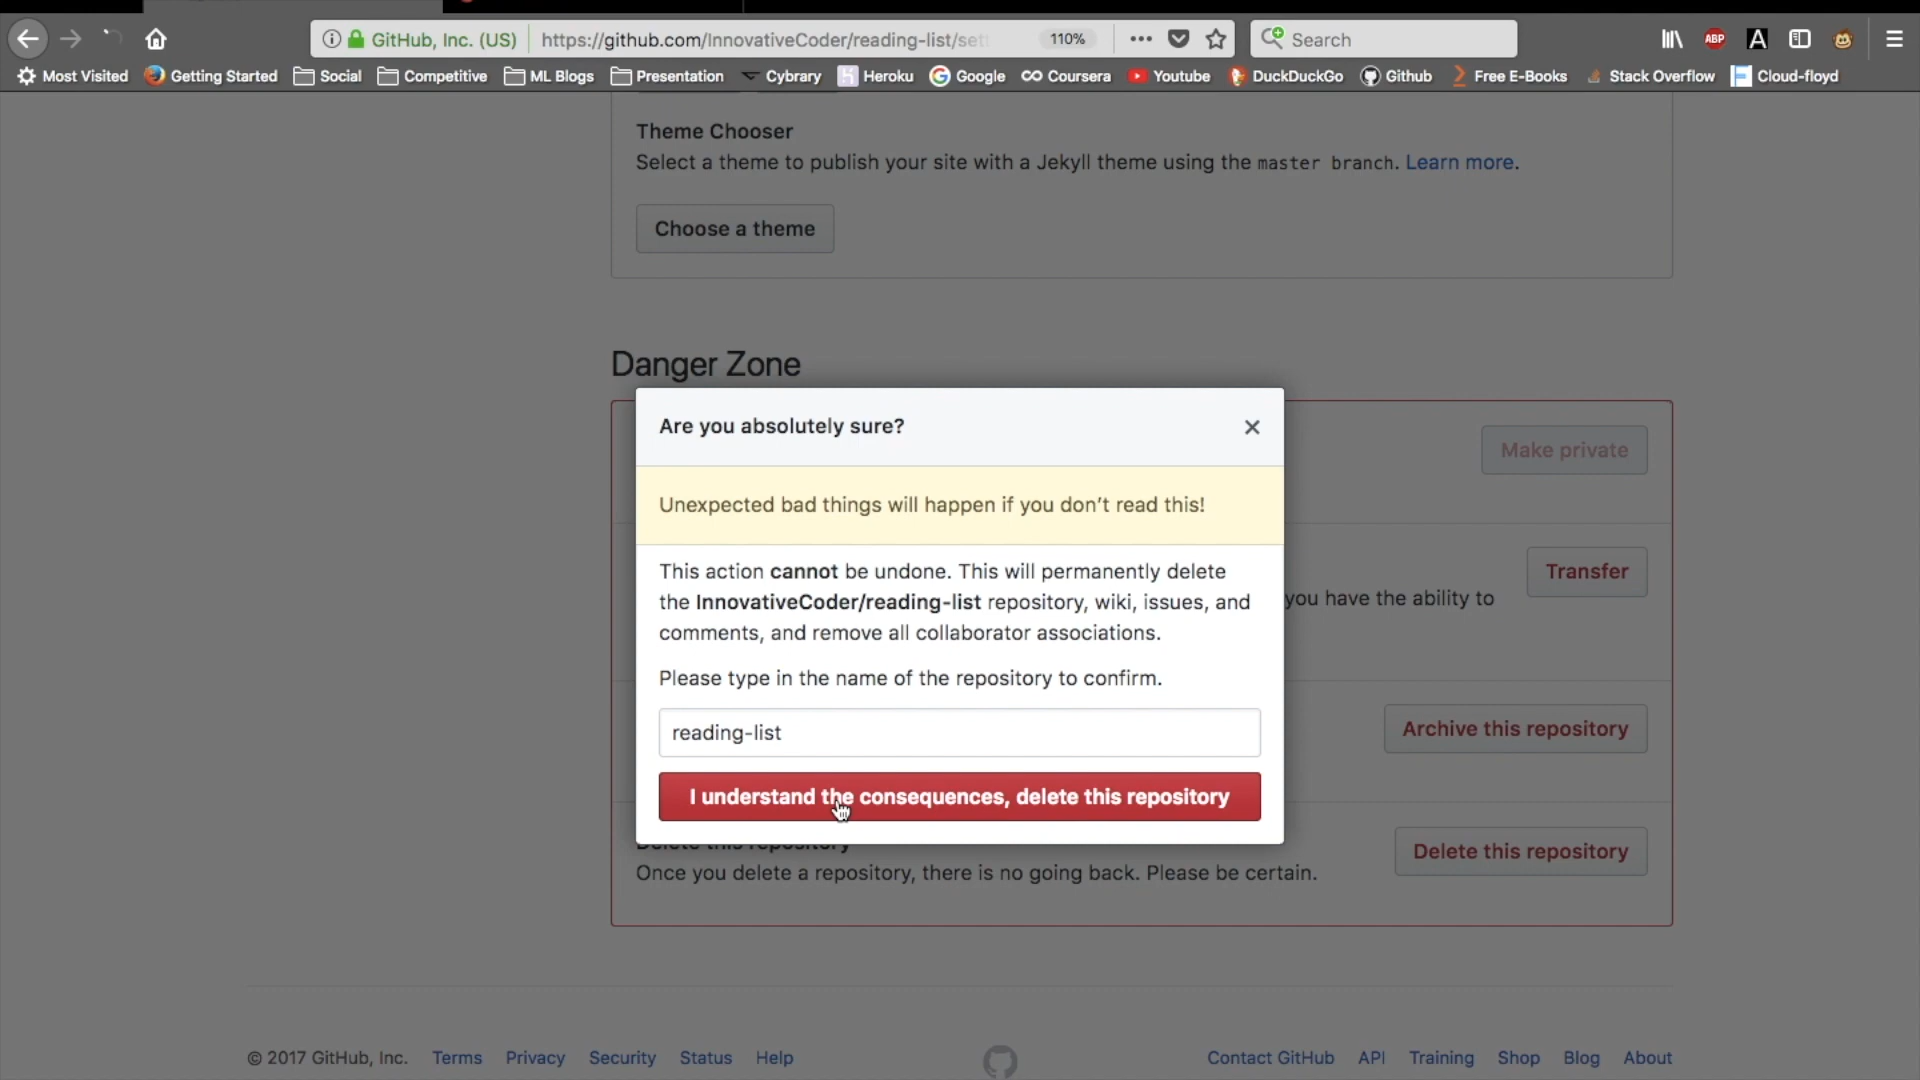 GitHub, Inc. (US) https://github.com/InnovativeCoder/reading-list/sett 110% Search ABP A
Most Visited Getting Started Social Competitive ML Blogs Presentation Cybrary Heroku Google Coursera Youtube DuckDuckGo Github Free E-Books Stack Overflow Cloud-floyd
Theme Chooser
Select a theme to publish your site with a Jekyll theme using the master branch. Learn more.
Choose a theme
Danger Zone
Are you absolutely sure?
Make private
Unexpected bad things will happen if you don’t read this!
This action cannot be undone. This will permanently delete
the InnovativeCoder/reading-list repository, wiki, issues, and
comments, and remove all collaborator associations.
Transfer
you have the ability to
Please type in the name of the repository to confirm.
reading-list
Archive this repository
I understand the consequences, delete this repository
Delete this repository
Once you delete a repository, there is no going back. Please be certain.
Delete this repository
© 2017 GitHub, Inc. Terms Privacy Security Status Help Contact GitHub API Training Shop Blog About